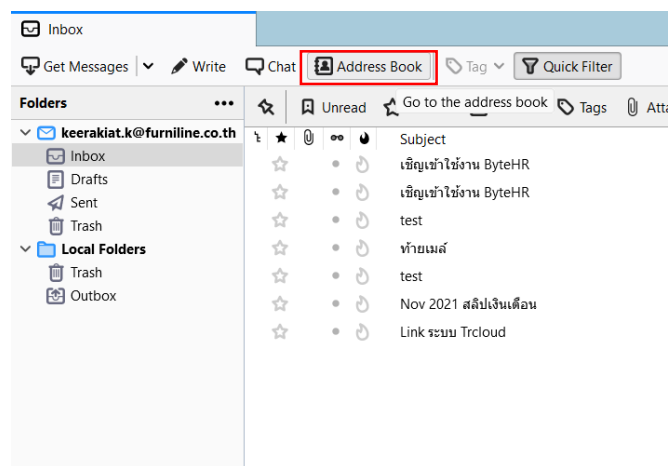 Inbox
Get Messages Write Chat Address Book Tag Quick Filter
Folders ••• Unread Go to the address book Tags Atta
keerakiat.k@furniline.co.th Subject
Inbox เชิญเข้าใช้งาน ByteHR
Drafts เชิญเข้าใช้งาน ByteHR
Sent test
Trash ท้ายเมล์
Local Folders test
Trash Nov 2021 สลิปเงินเดือน
Outbox Link ระบบ Trcloud